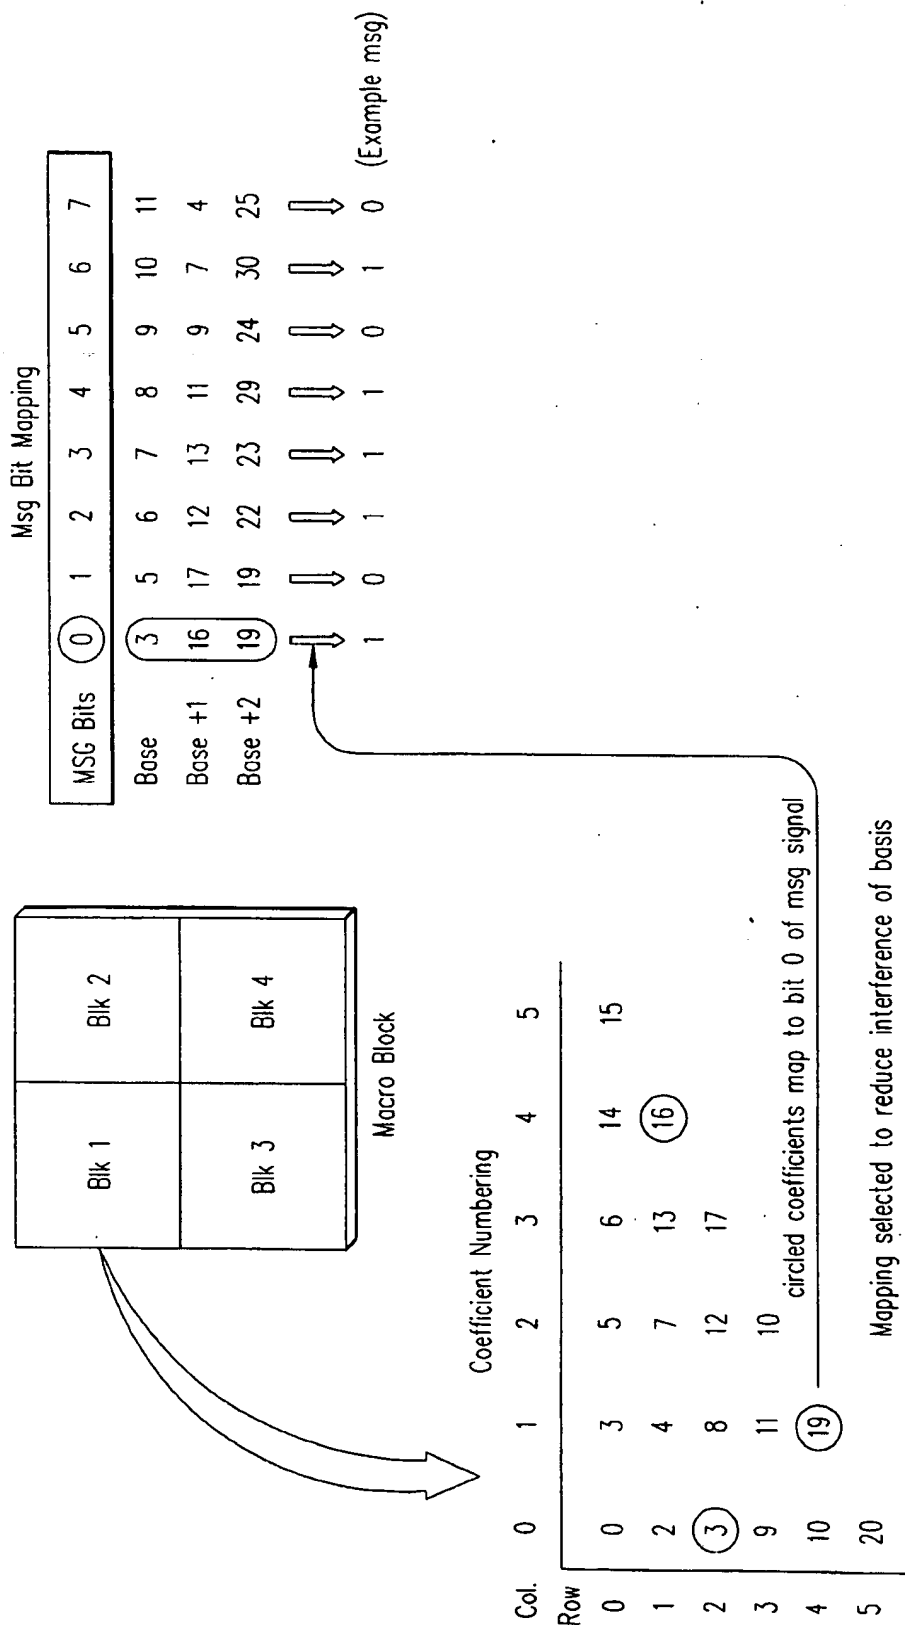 Blk 1 Blk 2
Blk 3 Blk 4
Macro Block
Msg Bit Mapping
MSG Bits 0 1 2 3 4 5 6 7
Base 3 5 6 7 8 9 10 11
Base +1 16 17 12 13 11 9 7 4
Base +2 19 19 22 23 29 24 30 25
1 0 1 1 1 0 1 0 (Example msg)
Coefficient Numbering
Col. 0 1 2 3 4 5
Row
0 0 3 5 6 14 15
1 2 4 7 13 16
2 3 8 12 17
3 9 11 10
4 10 19
5 20
circled coefficients map to bit 0 of msg signal
Mapping selected to reduce interference of basis